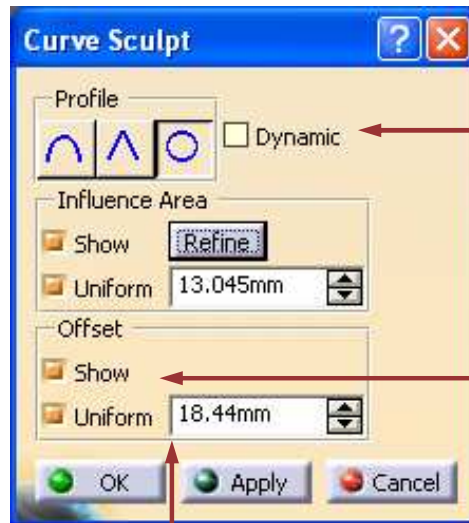 Curve Sculpt
Profile
Dynamic
Influence Area
Show Refine
Uniform 13.045mm
Offset
Show
Uniform 18.44mm
OK Apply Cancel